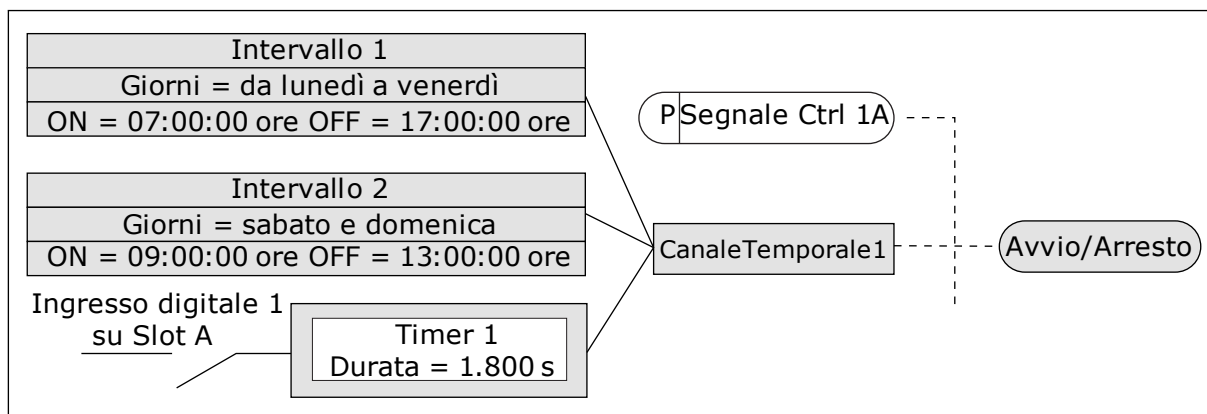 Intervallo 1
Giorni = da lunedì a venerdì
ON = 07:00:00 ore OFF = 17:00:00 ore
P Segnale Ctrl 1A
Intervallo 2
Giorni = sabato e domenica
ON = 09:00:00 ore OFF = 13:00:00 ore
CanaleTemporale1
Avvio/Arresto
Ingresso digitale 1
su Slot A
Timer 1
Durata = 1.800 s